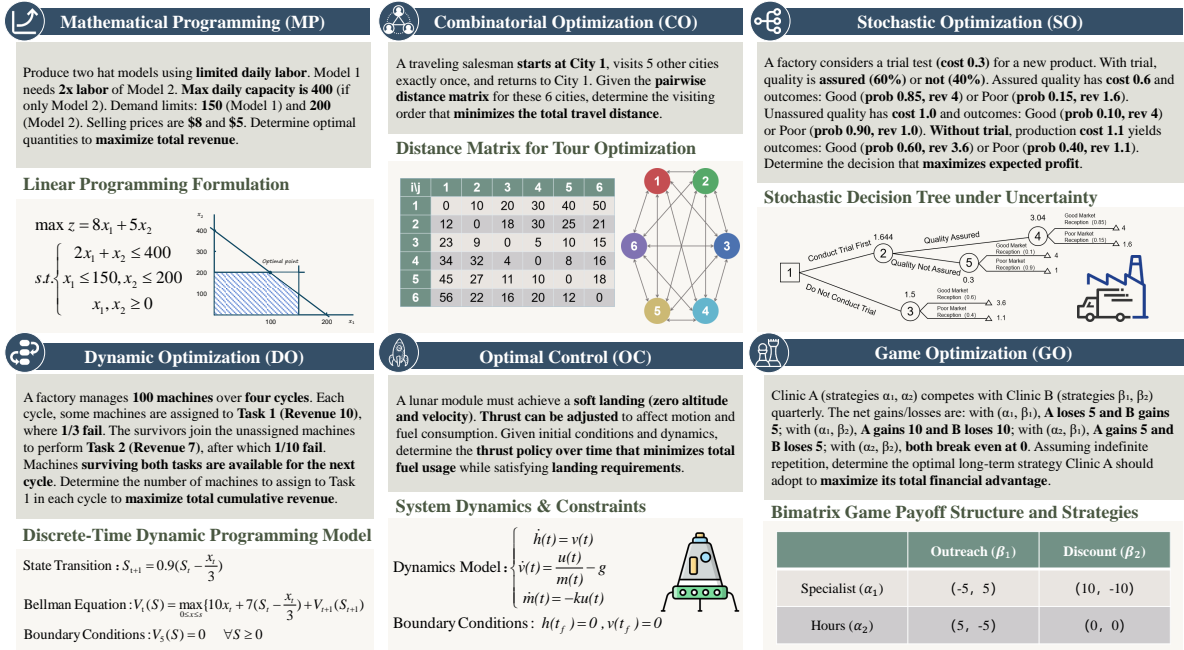 Mathematical Programming (MP)
Produce two hat models using limited daily labor. Model 1
needs 2x labor of Model 2. Max daily capacity is 400 (if
only Model 2). Demand limits: 150 (Model 1) and 200
(Model 2). Selling prices are $8 and $5. Determine optimal
quantities to maximize total revenue.
Linear Programming Formulation
max z = 8x₁ + 5x₂
s.t. { 2x₁ + x₂ ≤ 400
x₁ ≤ 150, x₂ ≤ 200
x₁, x₂ ≥ 0
x₂
400
300
Optimal point
200
100
100
200
x₁
Combinatorial Optimization (CO)
A traveling salesman starts at City 1, visits 5 other cities
exactly once, and returns to City 1. Given the pairwise
distance matrix for these 6 cities, determine the visiting
order that minimizes the total travel distance.
Distance Matrix for Tour Optimization
i\j 1 2 3 4 5 6
1 0 10 20 30 40 50
2 12 0 18 30 25 21
3 23 9 0 5 10 15
4 34 32 4 0 8 16
5 45 27 11 10 0 18
6 56 22 16 20 12 0
1
2
6
3
5
4
Stochastic Optimization (SO)
A factory considers a trial test (cost 0.3) for a new product. With trial,
quality is assured (60%) or not (40%). Assured quality has cost 0.6 and
outcomes: Good (prob 0.85, rev 4) or Poor (prob 0.15, rev 1.6).
Unassured quality has cost 1.0 and outcomes: Good (prob 0.10, rev 4)
or Poor (prob 0.90, rev 1.0). Without trial, production cost 1.1 yields
outcomes: Good (prob 0.60, rev 3.6) or Poor (prob 0.40, rev 1.1).
Determine the decision that maximizes expected profit.
Stochastic Decision Tree under Uncertainty
1
Conduct Trial First
1.644
2
Quality Assured
3.04
4
Good Market
Reception (0.85)
4
Poor Market
Reception (0.15)
1.6
Quality Not Assured
5
0.3
Good Market
Reception (0.1)
4
Poor Market
Reception (0.9)
1
Do Not Conduct Trial
1.5
3
Good Market
Reception (0.6)
3.6
Poor Market
Reception (0.4)
1.1
Dynamic Optimization (DO)
A factory manages 100 machines over four cycles. Each
cycle, some machines are assigned to Task 1 (Revenue 10),
where 1/3 fail. The survivors join the unassigned machines
to perform Task 2 (Revenue 7), after which 1/10 fail.
Machines surviving both tasks are available for the next
cycle. Determine the number of machines to assign to Task
1 in each cycle to maximize total cumulative revenue.
Discrete-Time Dynamic Programming Model
State Transition : Sₜ₊₁ = 0.9(Sₜ − xₜ/3)
Bellman Equation : Vₜ(S) = max 0≤x≤s {10xₜ + 7(Sₜ − xₜ/3) + Vₜ₊₁(Sₜ₊₁)}
Boundary Conditions : V₅(S) = 0 ∀S ≥ 0
Optimal Control (OC)
A lunar module must achieve a soft landing (zero altitude
and velocity). Thrust can be adjusted to affect motion and
fuel consumption. Given initial conditions and dynamics,
determine the thrust policy over time that minimizes total
fuel usage while satisfying landing requirements.
System Dynamics & Constraints
ḣ(t) = v(t)
Dynamics Model : { v̇(t) = u(t)/m(t) − g
ṁ(t) = −ku(t)
Boundary Conditions : h(t_f) = 0 , v(t_f) = 0
Game Optimization (GO)
Clinic A (strategies α₁, α₂) competes with Clinic B (strategies β₁, β₂)
quarterly. The net gains/losses are: with (α₁, β₁), A loses 5 and B gains
5; with (α₁, β₂), A gains 10 and B loses 10; with (α₂, β₁), A gains 5 and
B loses 5; with (α₂, β₂), both break even at 0. Assuming indefinite
repetition, determine the optimal long-term strategy Clinic A should
adopt to maximize its total financial advantage.
Bimatrix Game Payoff Structure and Strategies
Outreach (β₁) Discount (β₂)
Specialist (α₁) (-5, 5) (10, -10)
Hours (α₂) (5, -5) (0, 0)